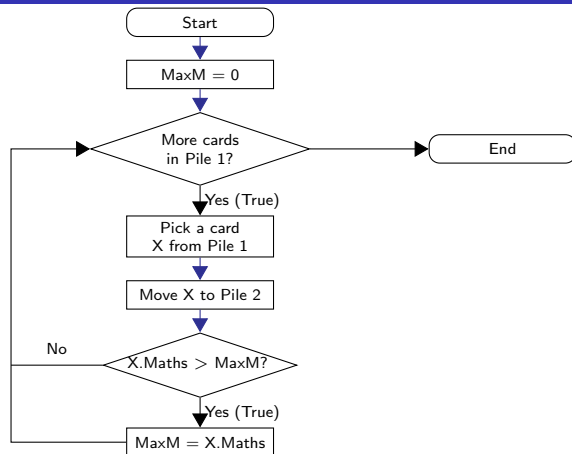 Start
MaxM = 0
More cards
in Pile 1?
End
Yes (True)
Pick a card
X from Pile 1
Move X to Pile 2
No
X.Maths > MaxM?
Yes (True)
MaxM = X.Maths